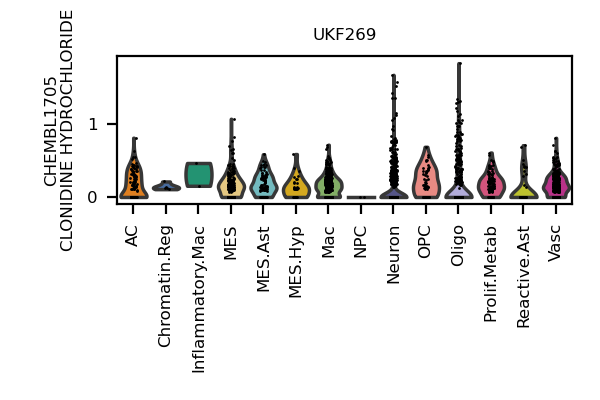 UKF269
CHEMBL1705
CLONIDINE HYDROCHLORIDE
1
0
AC
Chromatin.Reg
Inflammatory.Mac
MES
MES.Ast
MES.Hyp
Mac
NPC
Neuron
OPC
Oligo
Prolif.Metab
Reactive.Ast
Vasc